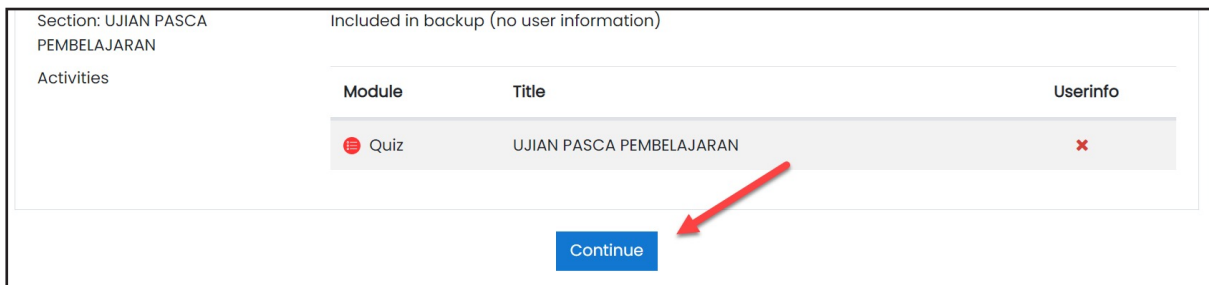 Section: UJIAN PASCA Included in backup (no user information)
PEMBELAJARAN
Activities
Module Title Userinfo
Quiz UJIAN PASCA PEMBELAJARAN
Continue